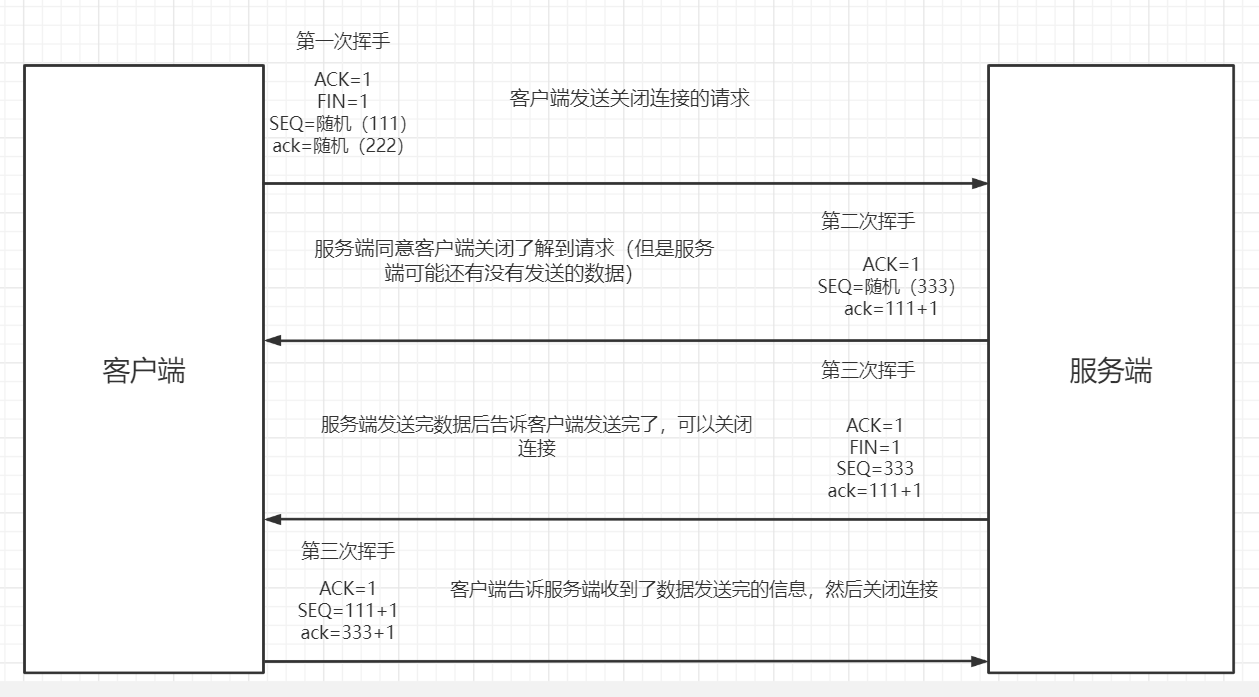 第一次挥手
ACK=1
FIN=1
SEQ=随机（111）
ack=随机（222）
客户端发送关闭连接的请求
第二次挥手
服务端同意客户端关闭了解到请求（但是服务
端可能还有没有发送的数据）
ACK=1
SEQ=随机（333）
ack=111+1
客户端
服务端
第三次挥手
服务端发送完数据后告诉客户端发送完了，可以关闭
连接
ACK=1
FIN=1
SEQ=333
ack=111+1
第三次挥手
ACK=1
SEQ=111+1
ack=333+1
客户端告诉服务端收到了数据发送完的信息，然后关闭连接